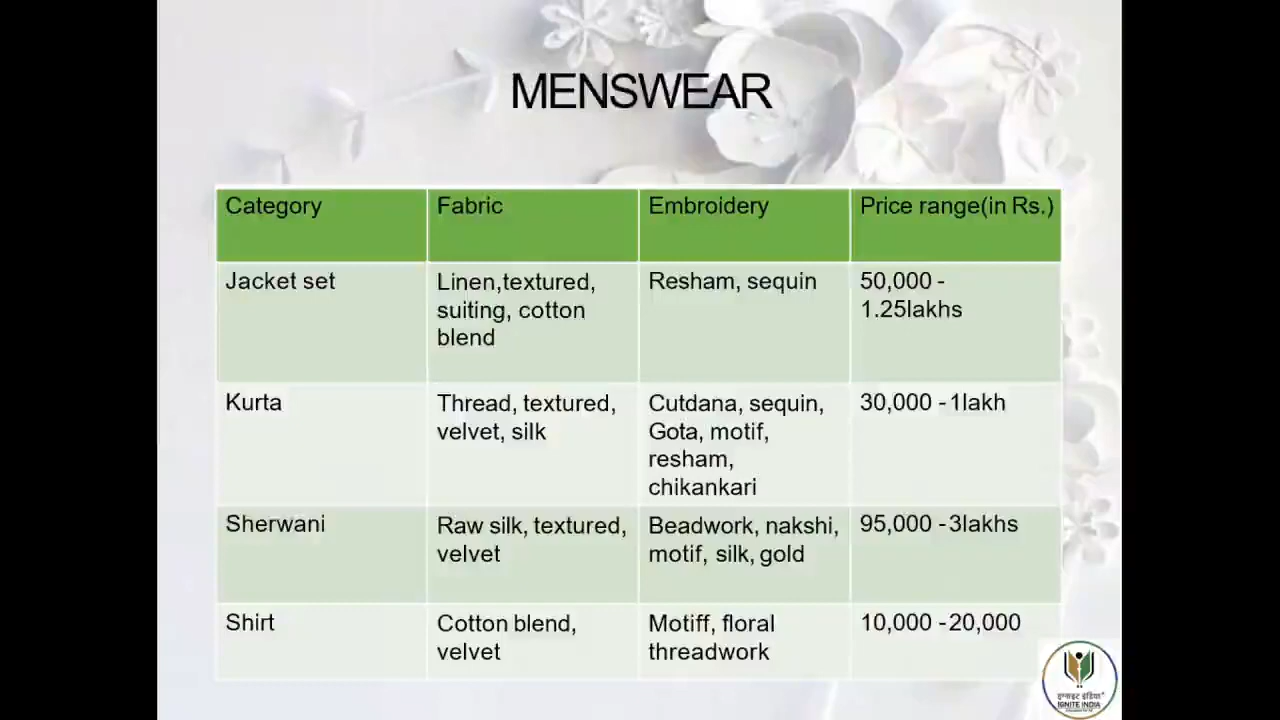 MENSWEAR
Category Fabric Embroidery Price range(in Rs.)
Jacket set Linen,textured, Resham, sequin 50,000 -
suiting, cotton 1.25lakhs
blend
Kurta Thread, textured, Cutdana, sequin, 30,000 -1lakh
velvet, silk Gota, motif,
resham,
chikankari
Sherwani Raw silk, textured, Beadwork, nakshi, 95,000 -3lakhs
velvet motif, silk, gold
Shirt Cotton blend, Motiff, floral 10,000 -20,000
velvet threadwork
इग्नाइट इंडिया
IGNITE INDIA